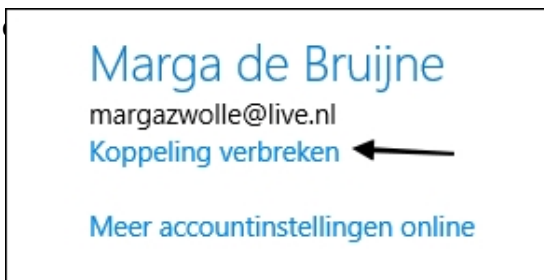 Marga de Bruijne
margazwolle@live.nl
Koppeling verbreken
Meer accountinstellingen online